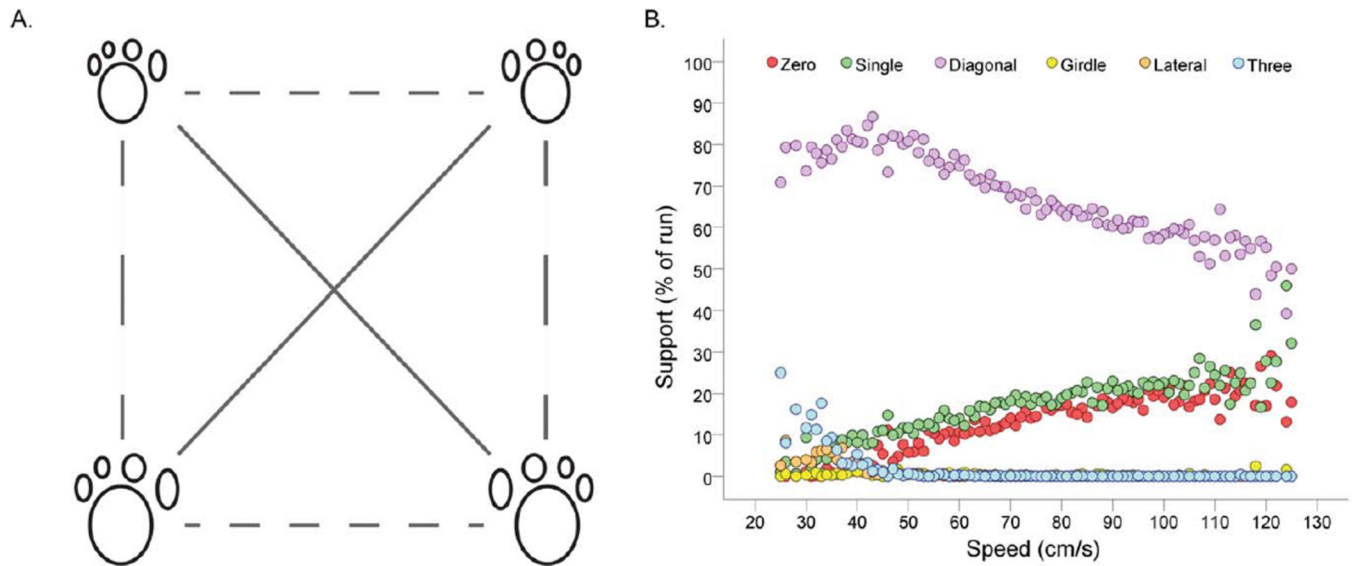 A.
B.
Zero Single Diagonal Girdle Lateral Three
100
90
80
70
60
50
40
30
20
10
0
Support (% of run)
20 30 40 50 60 70 80 90 100 110 120 130
Speed (cm/s)